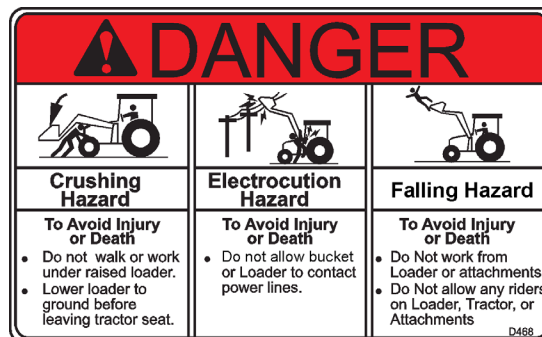 DANGER
Crushing
Hazard
To Avoid Injury
or Death
• Do not walk or work
under raised loader.
• Lower loader to
ground before
leaving tractor seat.
Electrocution
Hazard
To Avoid Injury
or Death
• Do not allow bucket
or Loader to contact
power lines.
Falling Hazard
To Avoid Injury
or Death
• Do Not work from
Loader or attachments
• Do Not allow any riders
on Loader, Tractor, or
Attachments
D468